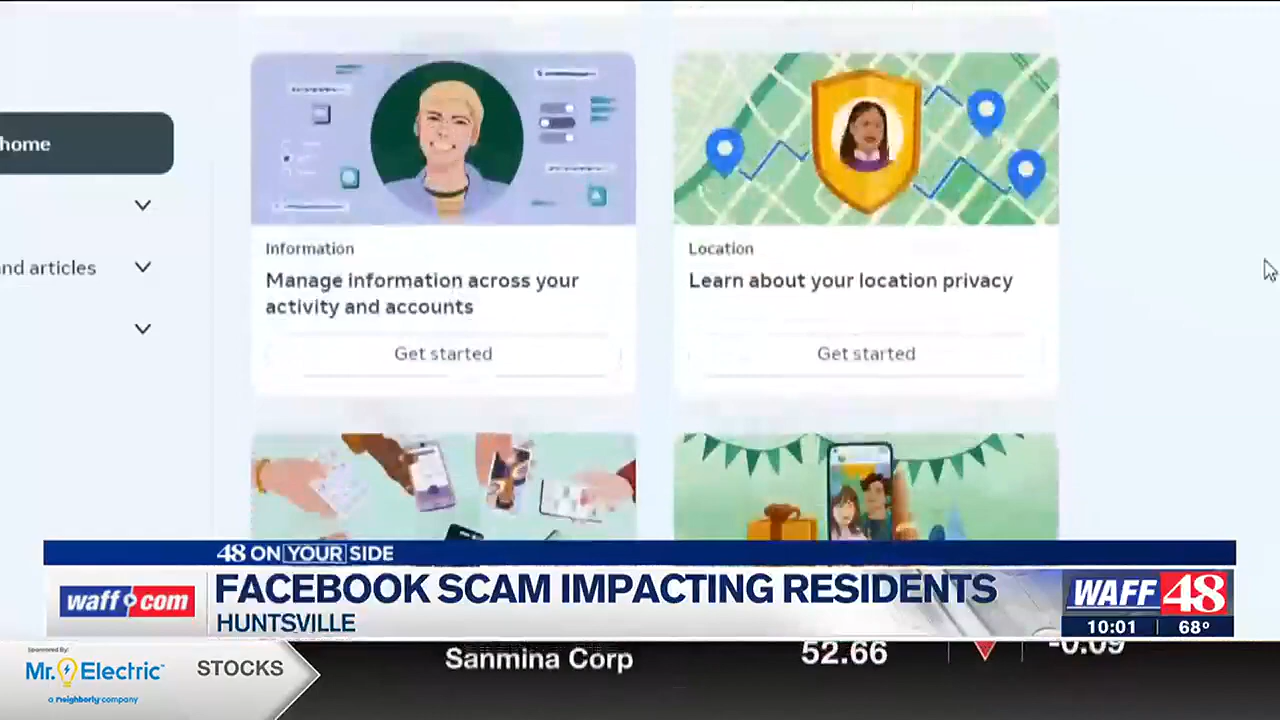 home
nd articles
Information
Manage information across your
activity and accounts
Get started
Location
Learn about your location privacy
Get started
48 ON YOUR SIDE
FACEBOOK SCAM IMPACTING RESIDENTS
HUNTSVILLE
waff com
WAFF 48
10:01 68°
Sponsored By:
Mr. Electric
a neighborly company
STOCKS
Sanmina Corp 52.66 -0.09